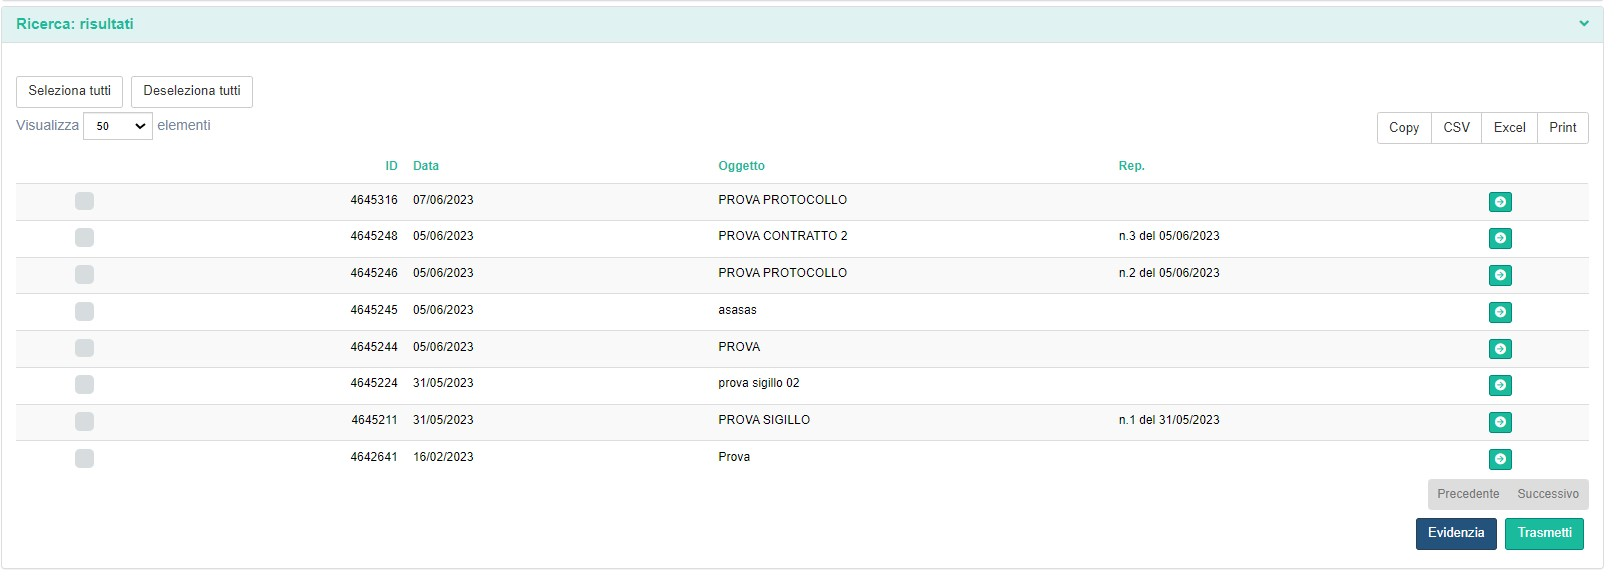 Ricerca: risultati
Seleziona tutti Deseleziona tutti
Visualizza 50 elementi Copy CSV Excel Print
ID Data Oggetto Rep.
4645316 07/06/2023 PROVA PROTOCOLLO
4645248 05/06/2023 PROVA CONTRATTO 2 n.3 del 05/06/2023
4645246 05/06/2023 PROVA PROTOCOLLO n.2 del 05/06/2023
4645245 05/06/2023 asasas
4645244 05/06/2023 PROVA
4645224 31/05/2023 prova sigillo 02
4645211 31/05/2023 PROVA SIGILLO n.1 del 31/05/2023
4642641 16/02/2023 Prova
Precedente Successivo
Evidenzia Trasmetti